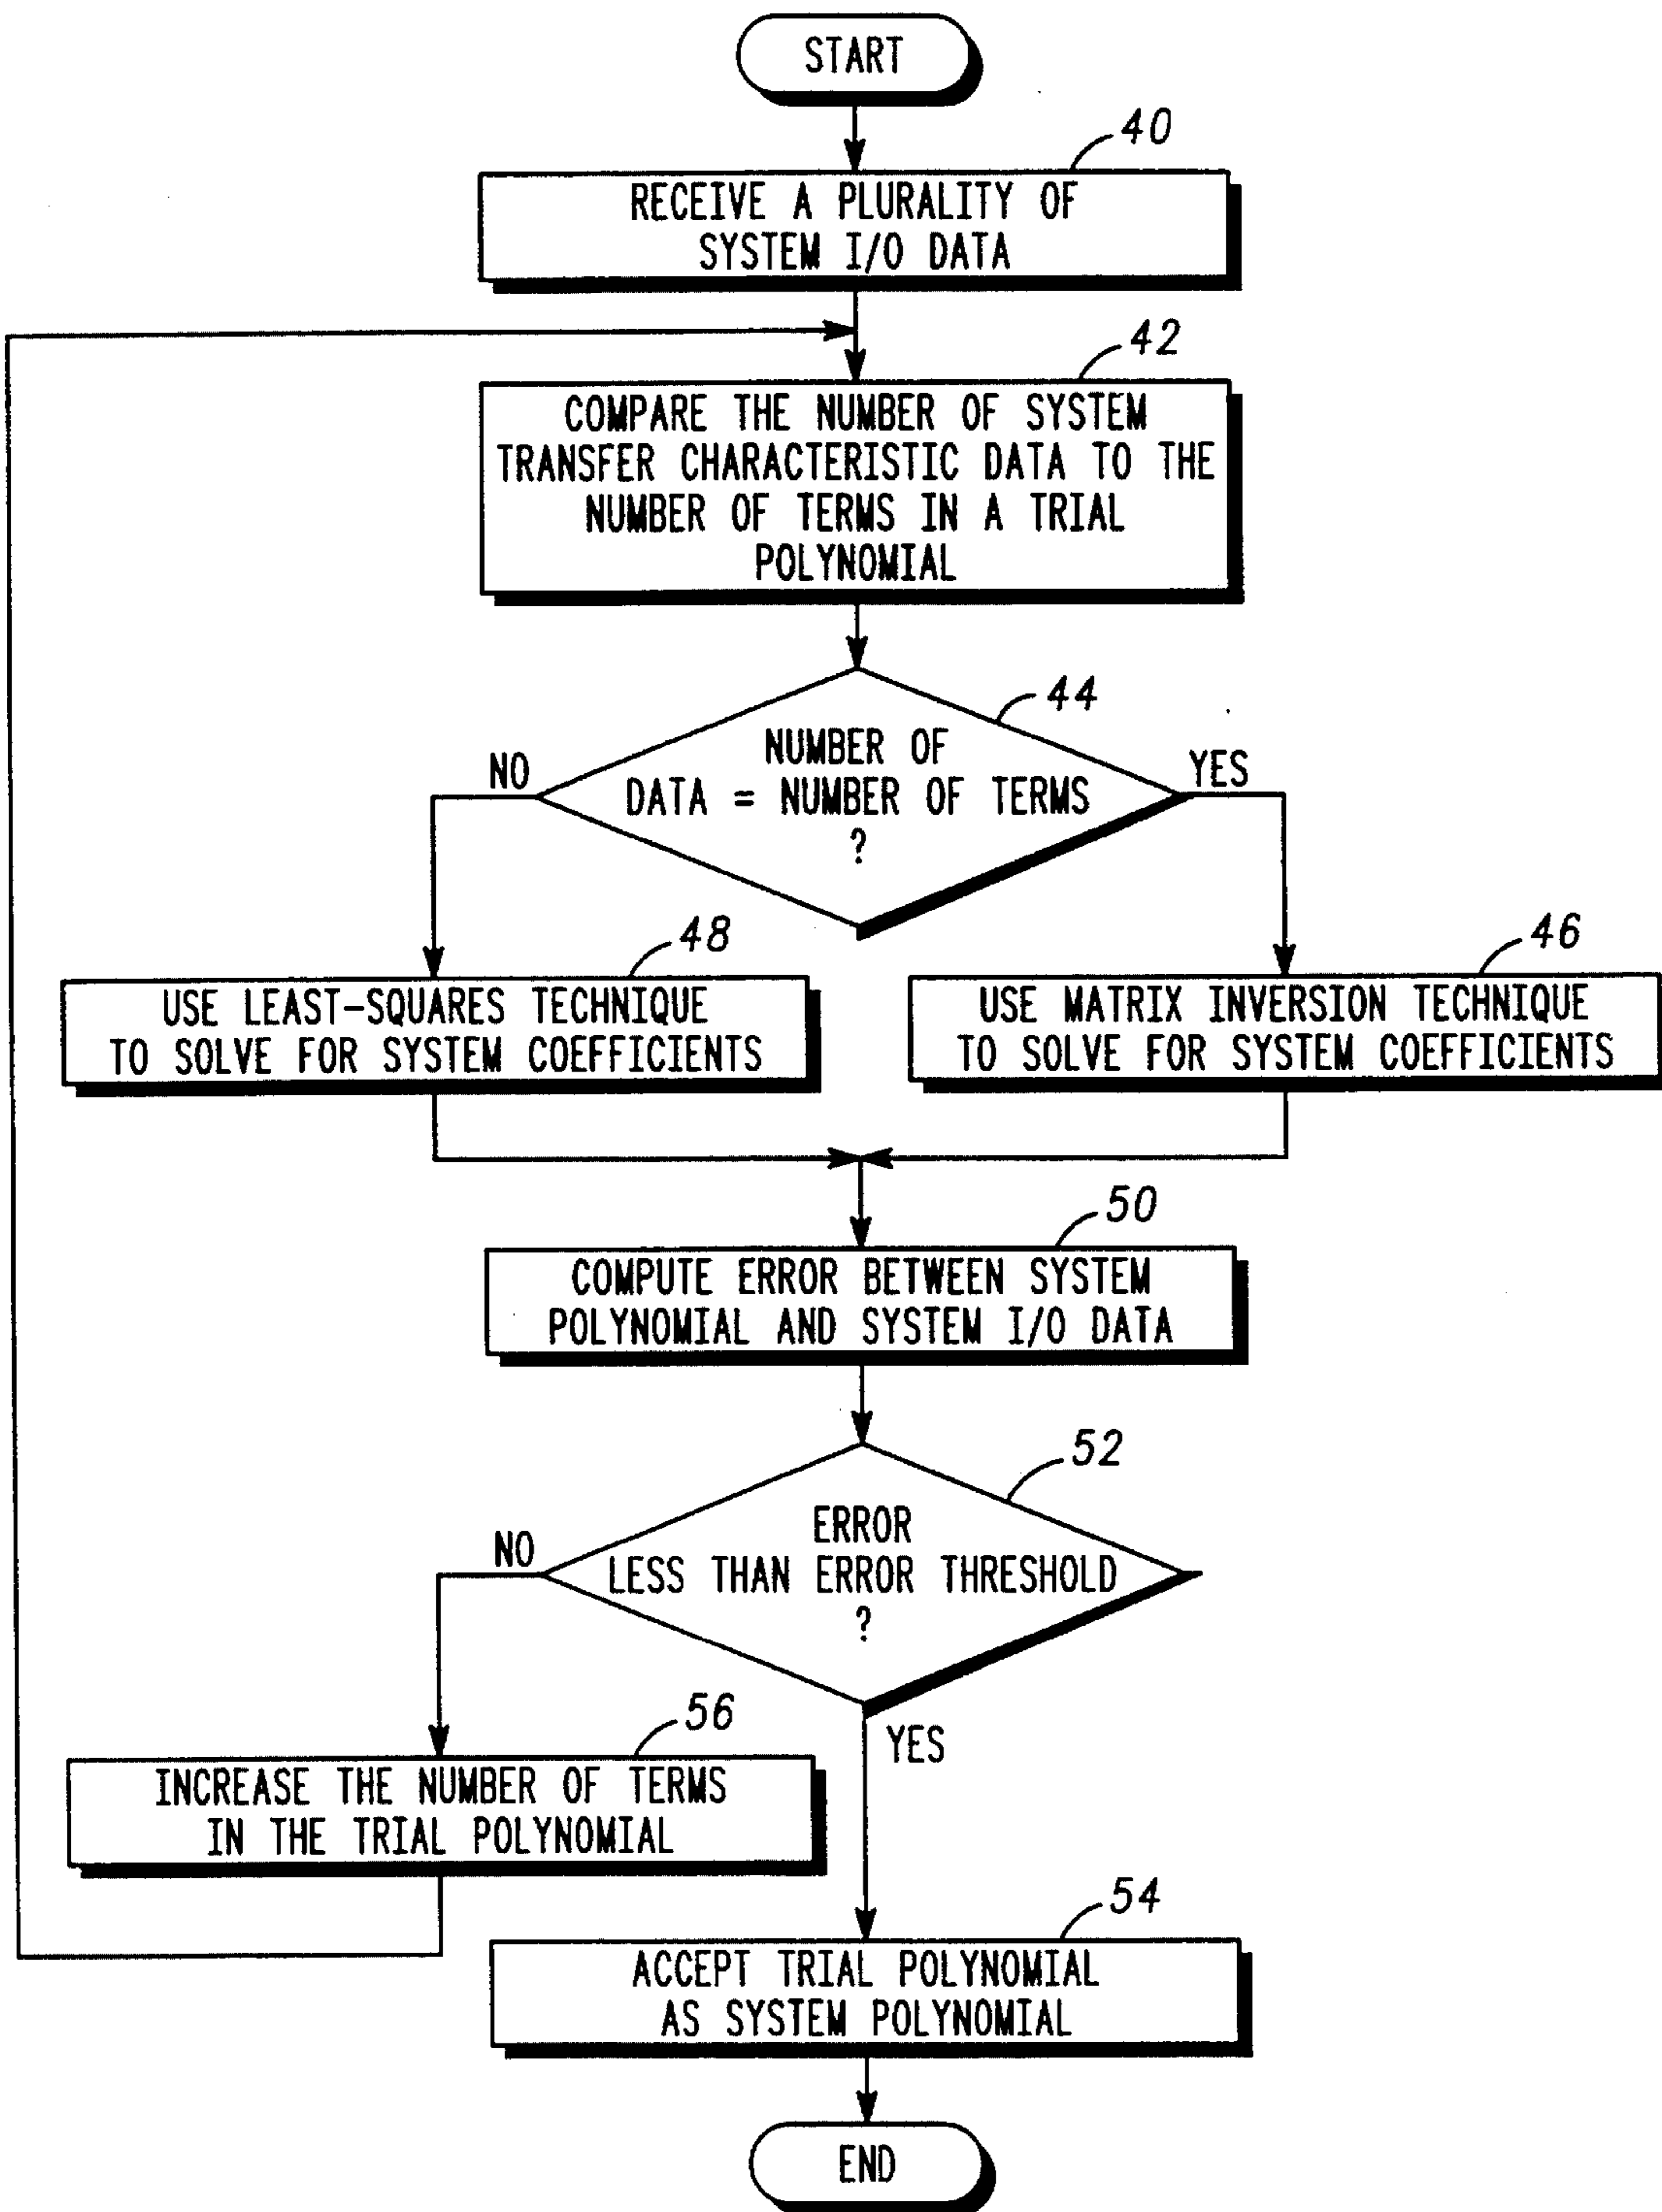 START
40
RECEIVE A PLURALITY OF
SYSTEM I/O DATA
42
COMPARE THE NUMBER OF SYSTEM
TRANSFER CHARACTERISTIC DATA TO THE
NUMBER OF TERMS IN A TRIAL
POLYNOMIAL
44
NUMBER OF
DATA = NUMBER OF TERMS
?
NO
YES
48
USE LEAST-SQUARES TECHNIQUE
TO SOLVE FOR SYSTEM COEFFICIENTS
46
USE MATRIX INVERSION TECHNIQUE
TO SOLVE FOR SYSTEM COEFFICIENTS
50
COMPUTE ERROR BETWEEN SYSTEM
POLYNOMIAL AND SYSTEM I/O DATA
52
ERROR
LESS THAN ERROR THRESHOLD
?
NO
YES
56
INCREASE THE NUMBER OF TERMS
IN THE TRIAL POLYNOMIAL
54
ACCEPT TRIAL POLYNOMIAL
AS SYSTEM POLYNOMIAL
END